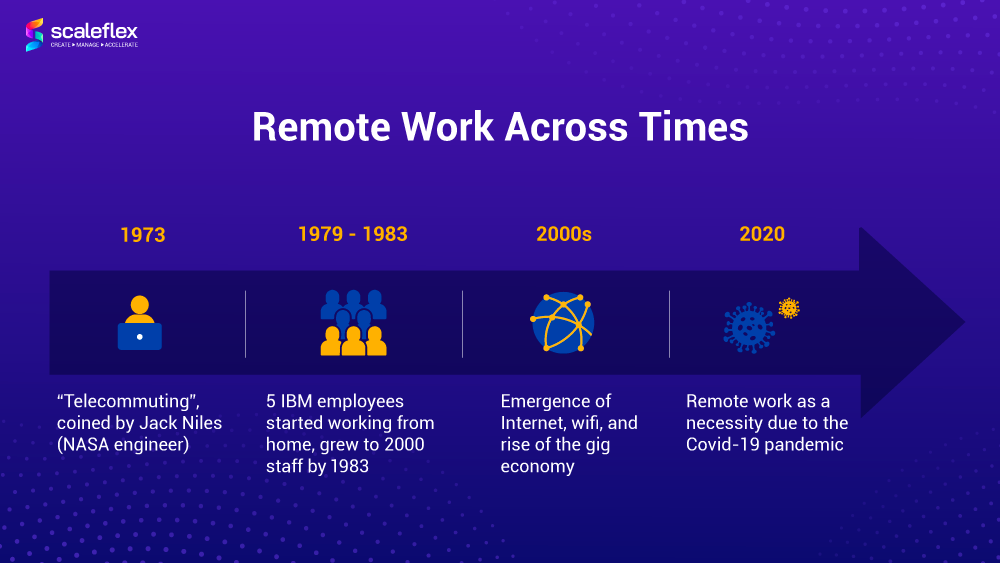 scaleflex
CREATE ▸ MANAGE ▸ ACCELERATE
Remote Work Across Times
1973
1979 - 1983
2000s
2020
“Telecommuting”,
coined by Jack Niles
(NASA engineer)
5 IBM employees
started working from
home, grew to 2000
staff by 1983
Emergence of
Internet, wifi, and
rise of the gig
economy
Remote work as a
necessity due to the
Covid-19 pandemic